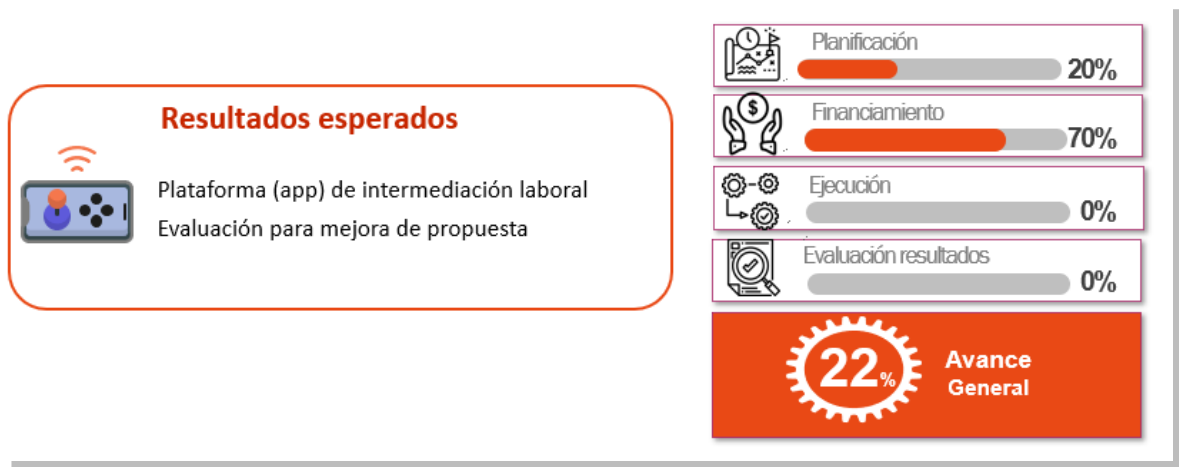 Resultados esperados
Plataforma (app) de intermediación laboral
Evaluación para mejora de propuesta
Planificación
20%
Financiamiento
70%
Ejecución
0%
Evaluación resultados
0%
22%
Avance
General